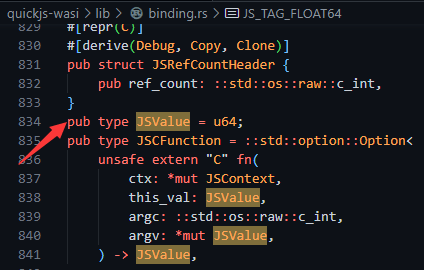 quickjs-wasi > lib > binding.rs > JS_TAG_FLOAT64
829 #[repr(C)]
830 #[derive(Debug, Copy, Clone)]
831 pub struct JSRefCountHeader {
832 pub ref_count: ::std::os::raw::c_int,
833 }
834 pub type JSValue = u64;
835 pub type JSCFunction = ::std::option::Option<
836 unsafe extern "C" fn(
837 ctx: *mut JSContext,
838 this_val: JSValue,
839 argc: ::std::os::raw::c_int,
840 argv: *mut JSValue,
841 ) -> JSValue,